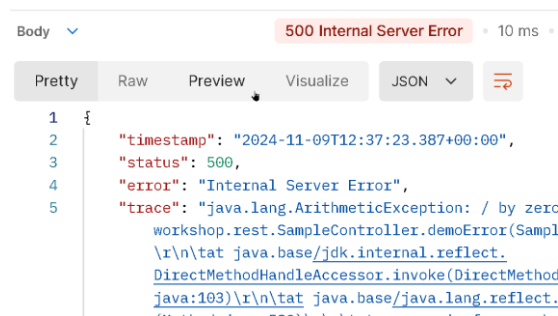 Body 500 Internal Server Error 10 ms
Pretty Raw Preview Visualize JSON
1 {
2 "timestamp": "2024-11-09T12:37:23.387+00:00",
3 "status": 500,
4 "error": "Internal Server Error",
5 "trace": "java.lang.ArithmeticException: / by zero
workshop.rest.SampleController.demoError(Sampl
\r\n\tat java.base/jdk.internal.reflect.
DirectMethodHandleAccessor.invoke(DirectMethod
java:103)\r\n\tat java.base/java.lang.reflect.